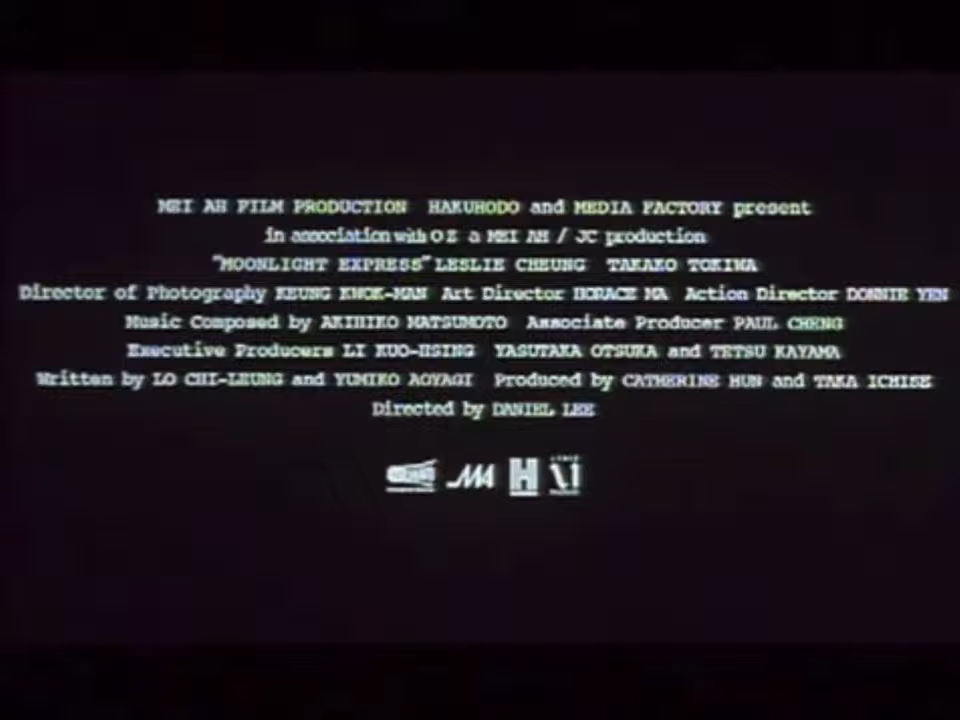 MEI AH FILM PRODUCTION HAKUHODO and MEDIA FACTORY present
in association with O Z a MEI AH / JC production
"MOONLIGHT EXPRESS" LESLIE CHEUNG TAKAKO TOKIWA
Director of Photography KEUNG KWOK-MAN Art Director HORACE MA Action Director DONNIE YEN
Music Composed by AKIHIKO MATSUMOTO Associate Producer PAUL CHENG
Executive Producers LI KUO-HSING YASUTAKA OTSUKA and TETSU KAYAMA
Written by LO CHI-LEUNG and YUMIKO AOYAGI Produced by CATHERINE HUN and TAKA ICHISE
Directed by DANIEL LEE
MA H